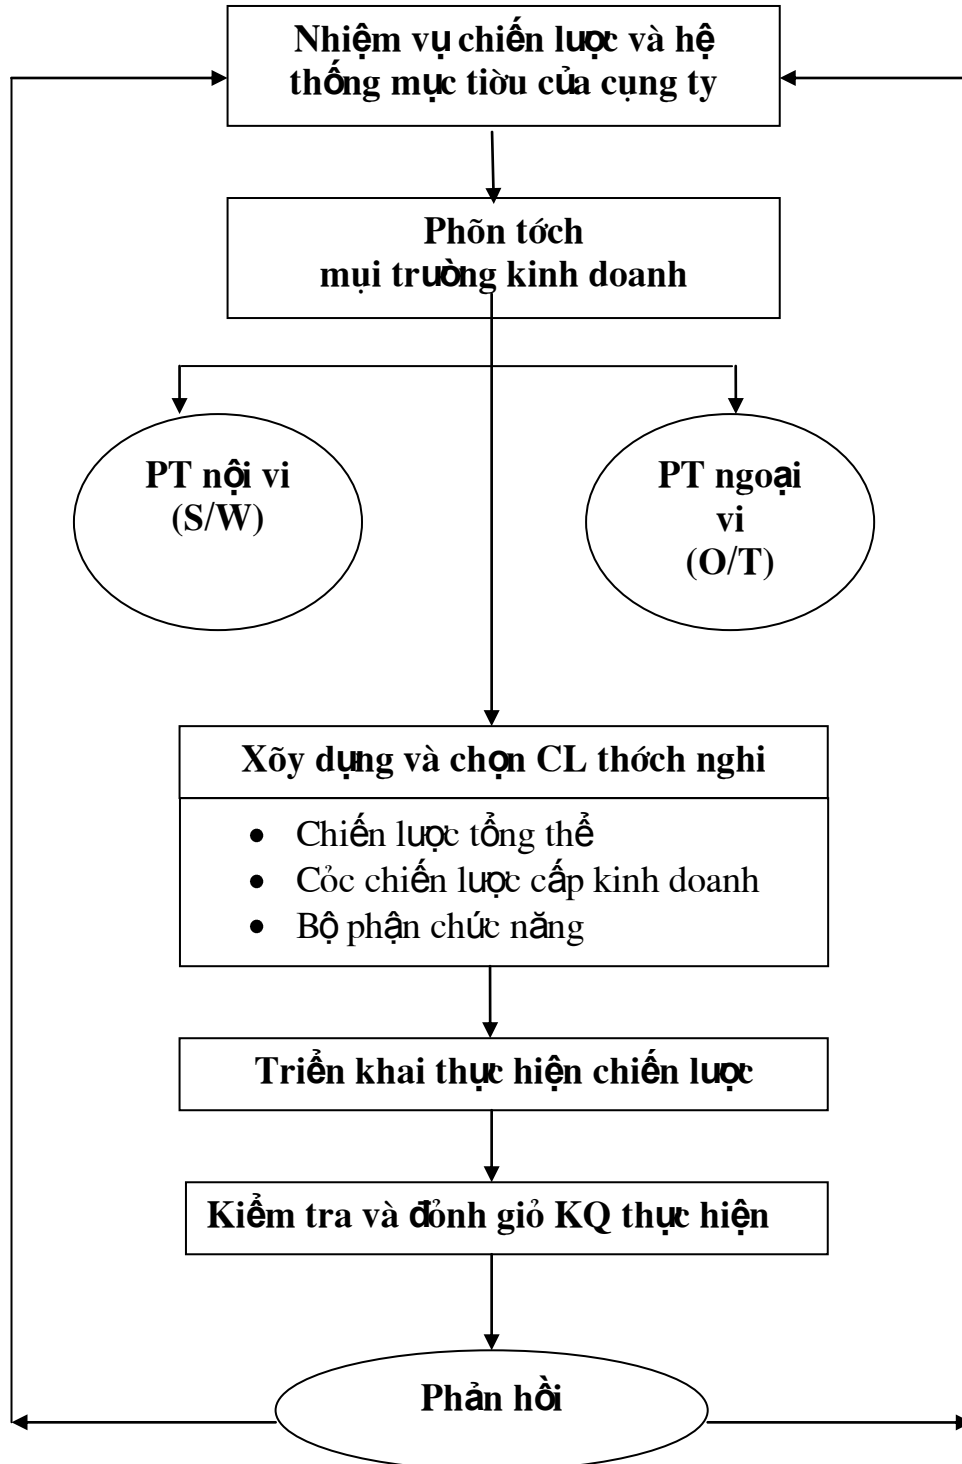 Nhiệm vụ chiến lược và hệ
thống mục tiờu của cụng ty
Phõn tớch
mụi trường kinh doanh
PT nội vi
(S/W)
PT ngoại
vi
(O/T)
Xõy dựng và chọn CL thớch nghi
• Chiến lược tổng thể
• Cỏc chiến lược cấp kinh doanh
• Bộ phận chức năng
Triển khai thực hiện chiến lược
Kiểm tra và đỏnh giỏ KQ thực hiện
Phản hồi